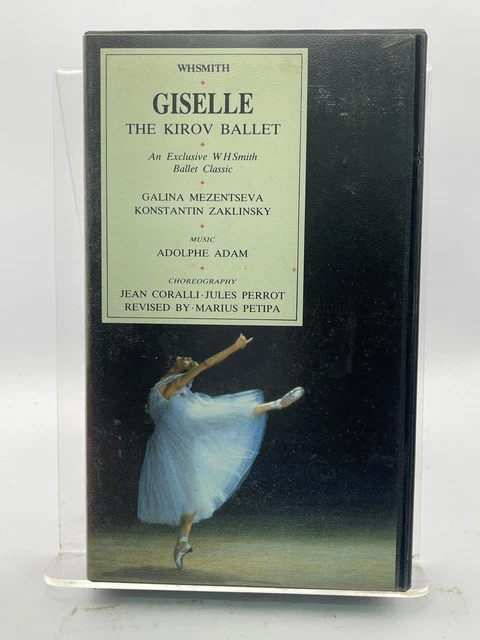 WHSMITH
GISELLE
THE KIROV BALLET
An Exclusive WHSmith
Ballet Classic
GALINA MEZENTSEVA
KONSTANTIN ZAKLINSKY
MUSIC
ADOLPHE ADAM
CHOREOGRAPHY
JEAN CORALLI · JULES PERROT
REVISED BY · MARIUS PETIPA